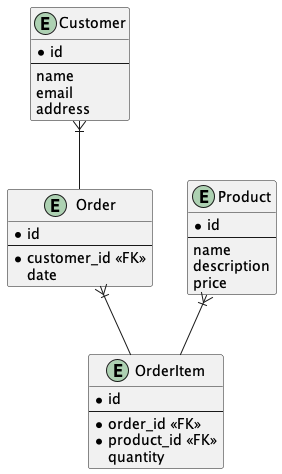 E Customer
* id
name
email
address
E Order
* id
* customer_id «FK»
date
E Product
* id
name
description
price
E OrderItem
* id
* order_id «FK»
* product_id «FK»
quantity